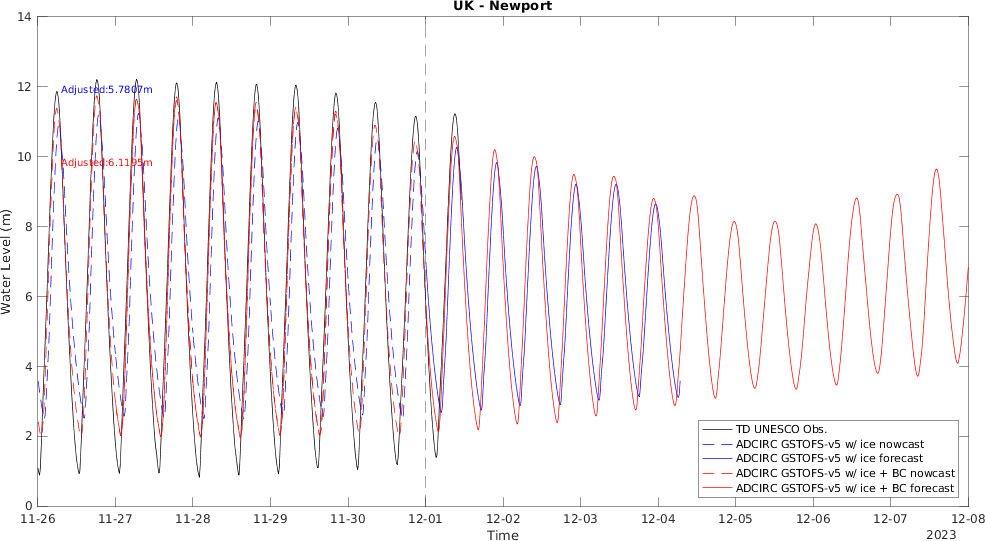 UK - Newport
14
12
10
8
6
4
2
0
Water Level (m)
Adjusted:5.7807m
Adjusted:6.1195m
11-26
11-27
11-28
11-29
11-30
12-01
12-02
12-03
12-04
12-05
12-06
12-07
12-08
Time
2023
TD UNESCO Obs.
ADCIRC GSTOFS-v5 w/ ice nowcast
ADCIRC GSTOFS-v5 w/ ice forecast
ADCIRC GSTOFS-v5 w/ ice + BC nowcast
ADCIRC GSTOFS-v5 w/ ice + BC forecast